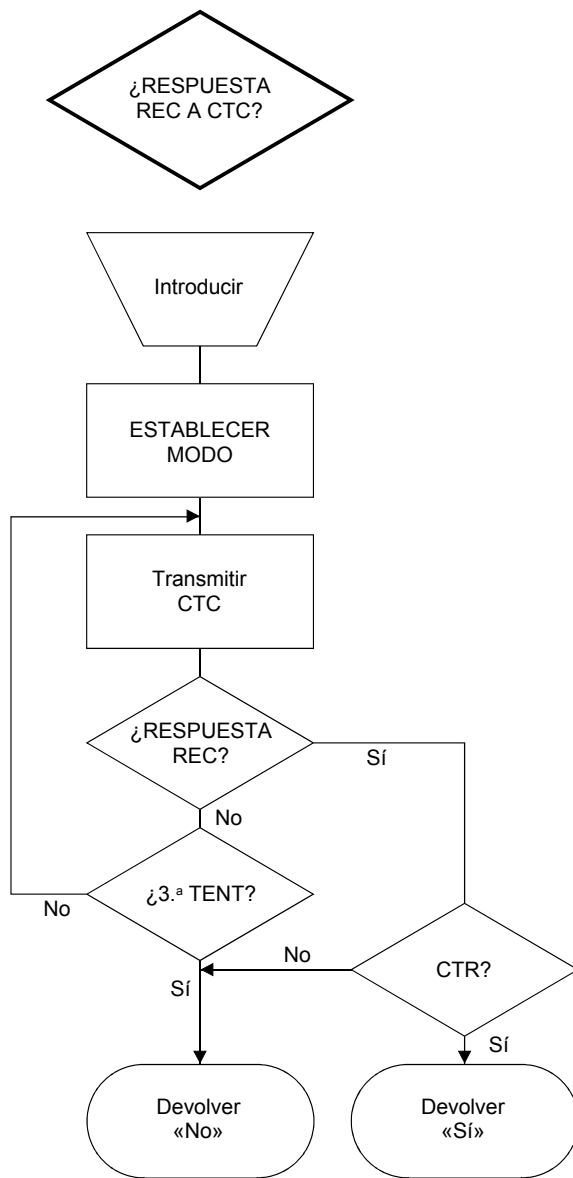 ¿RESPUESTA
REC A CTC?
Introducir
ESTABLECER
MODO
Transmitir
CTC
¿RESPUESTA
REC?
Sí
No
¿3.ª TENT?
No
No
CTR?
Sí
Sí
Devolver
«No»
Devolver
«Sí»